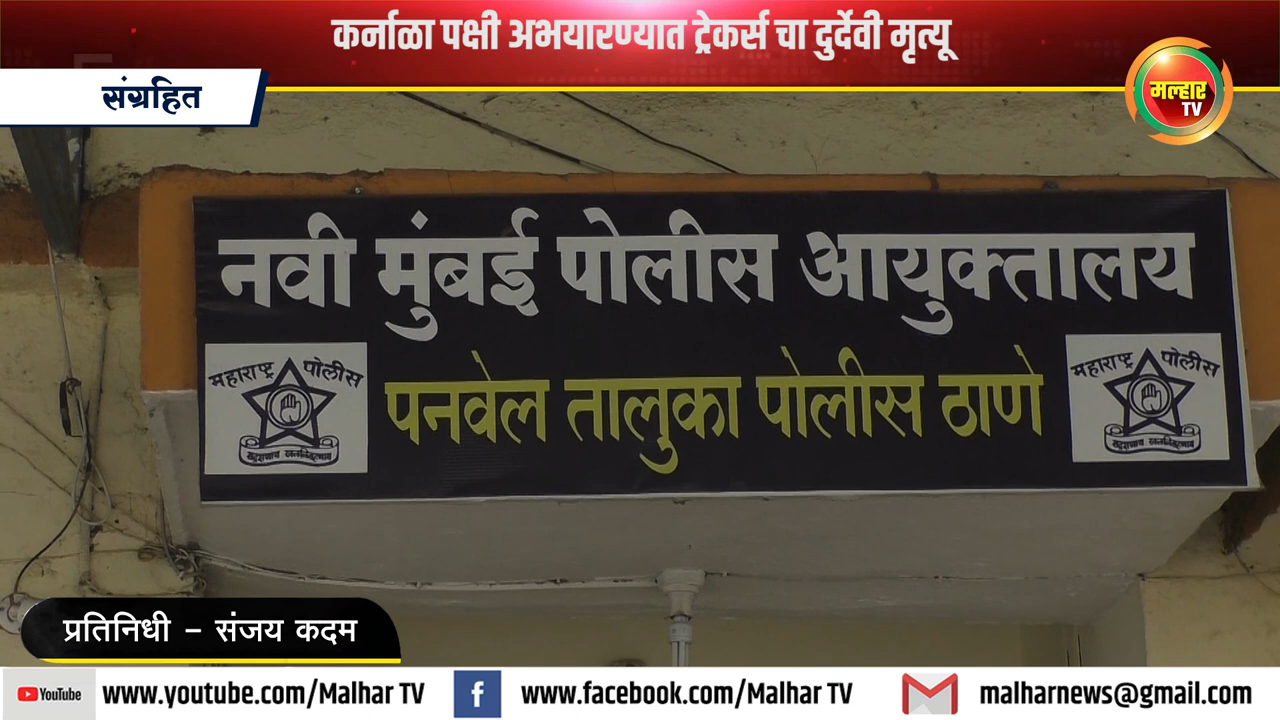 कर्नाळा पक्षी अभयारण्यात ट्रेकर्स चा दुर्देवी मृत्यू
संग्रहित
मल्हार
TV
नवी मुंबई पोलीस आयुक्तालय
महाराष्ट्र पोलीस
पनवेल तालुका पोलीस ठाणे
महाराष्ट्र पोलीस
प्रतिनिधी – संजय कदम
YouTube www.youtube.com/Malhar TV
f www.facebook.com/Malhar TV
malharnews@gmail.com